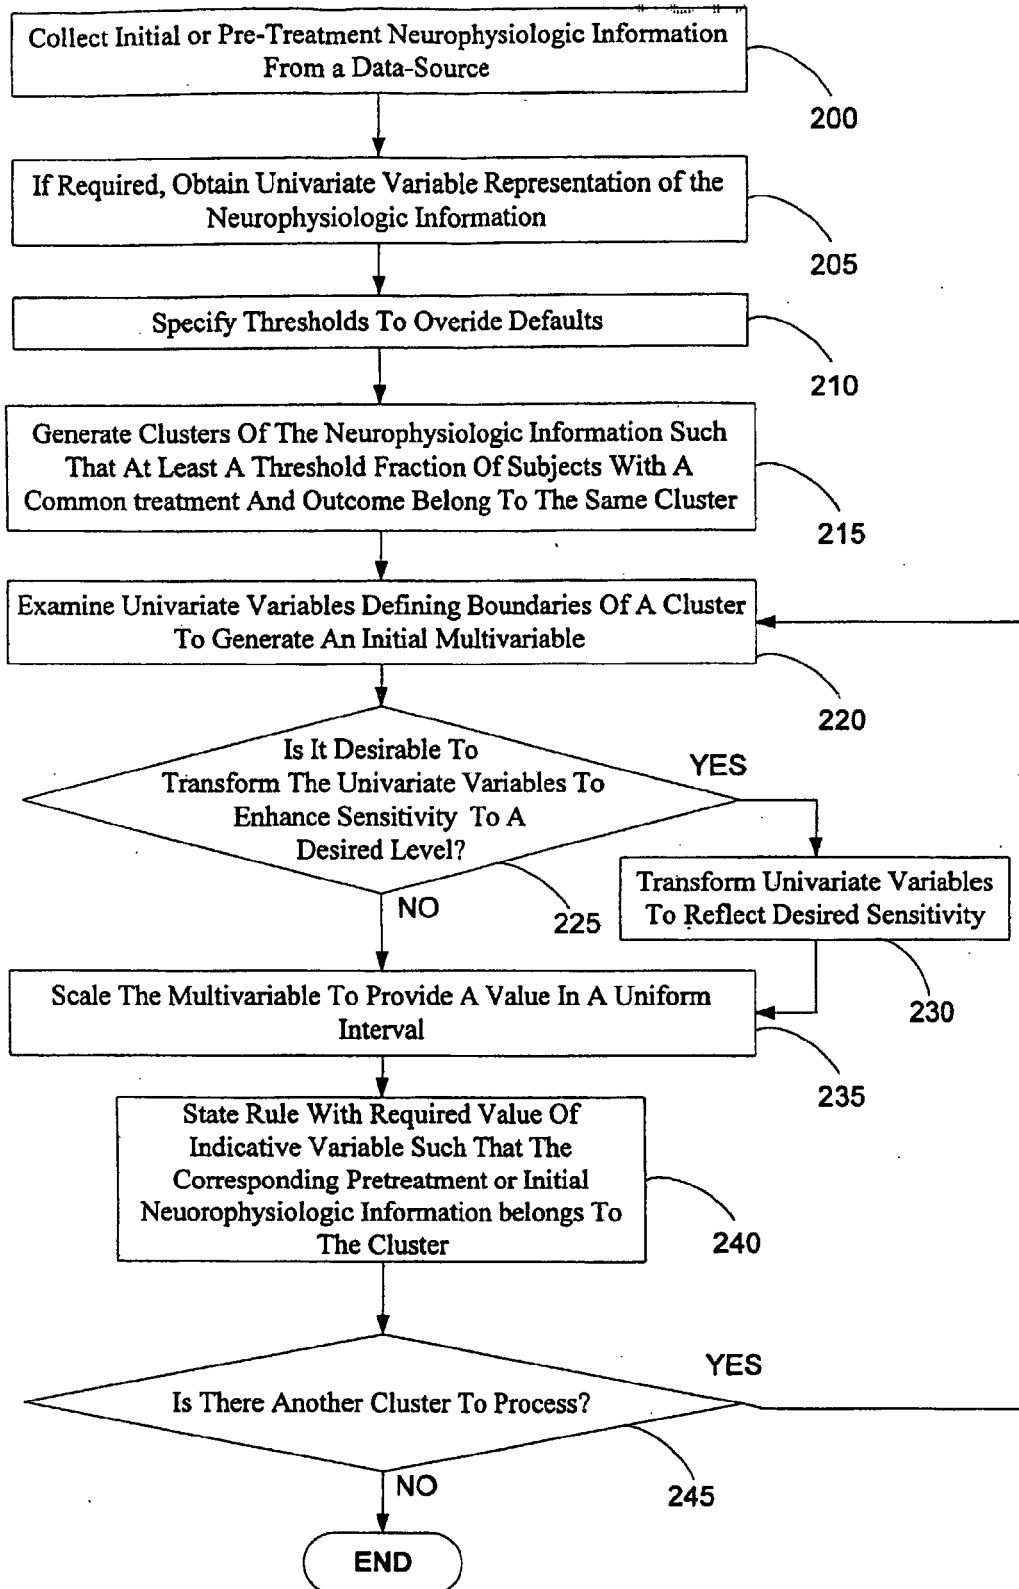 Collect Initial or Pre-Treatment Neurophysiologic Information
From a Data-Source
200
If Required, Obtain Univariate Variable Representation of the
Neurophysiologic Information
205
Specify Thresholds To Overide Defaults
210
Generate Clusters Of The Neurophysiologic Information Such
That At Least A Threshold Fraction Of Subjects With A
Common treatment And Outcome Belong To The Same Cluster
215
Examine Univariate Variables Defining Boundaries Of A Cluster
To Generate An Initial Multivariable
220
Is It Desirable To
Transform The Univariate Variables To
Enhance Sensitivity To A
Desired Level?
YES
NO
225
Transform Univariate Variables
To Reflect Desired Sensitivity
230
Scale The Multivariable To Provide A Value In A Uniform
Interval
235
State Rule With Required Value Of
Indicative Variable Such That The
Corresponding Pretreatment or Initial
Neuorophysiologic Information belongs To
The Cluster
240
Is There Another Cluster To Process?
YES
NO
245
END